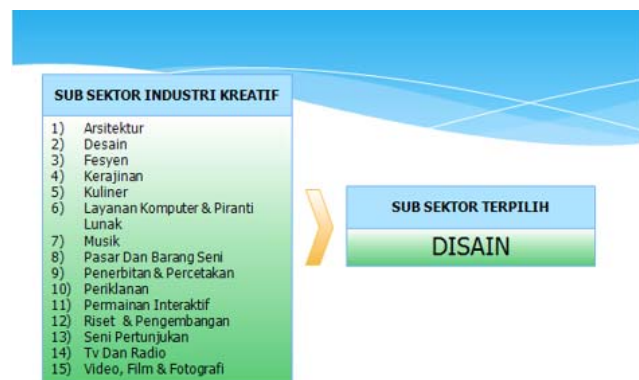 SUB SEKTOR INDUSTRI KREATIF
1) Arsitektur
2) Desain
3) Fesyen
4) Kerajinan
5) Kuliner
6) Layanan Komputer & Piranti
Lunak
7) Musik
8) Pasar Dan Barang Seni
9) Penerbitan & Percetakan
10) Periklanan
11) Permainan Interaktif
12) Riset & Pengembangan
13) Seni Pertunjukan
14) Tv Dan Radio
15) Video, Film & Fotografi
SUB SEKTOR TERPILIH
DISAIN